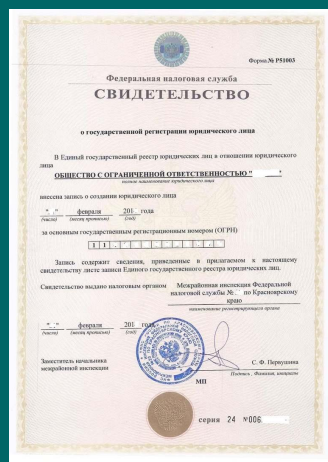 Форма № Р51003
Федеральная налоговая служба
СВИДЕТЕЛЬСТВО
о государственной регистрации юридического лица
В Единый государственный реестр юридических лиц в отношении юридического
лица
ОБЩЕСТВО С ОГРАНИЧЕННОЙ ОТВЕТСТВЕННОСТЬЮ " "
полное наименование юридического лица
внесена запись о создании юридического лица
" " февраля 201 года
(число) (месяц прописью) (год)
за основным государственным регистрационным номером (ОГРН)
1 1
Запись содержит сведения, приведенные в прилагаемом к настоящему
свидетельству листе записи Единого государственного реестра юридических лиц.
Свидетельство выдано налоговым органом Межрайонная инспекция Федеральной
налоговой службы № по Красноярскому
краю
наименование регистрирующего органа
" " февраля 201 года
(число) (месяц прописью) (год)
Заместитель начальника
межрайонной инспекции
С. Ф. Первушина
Подпись, Фамилия, инициалы
МП
серия 24 №006